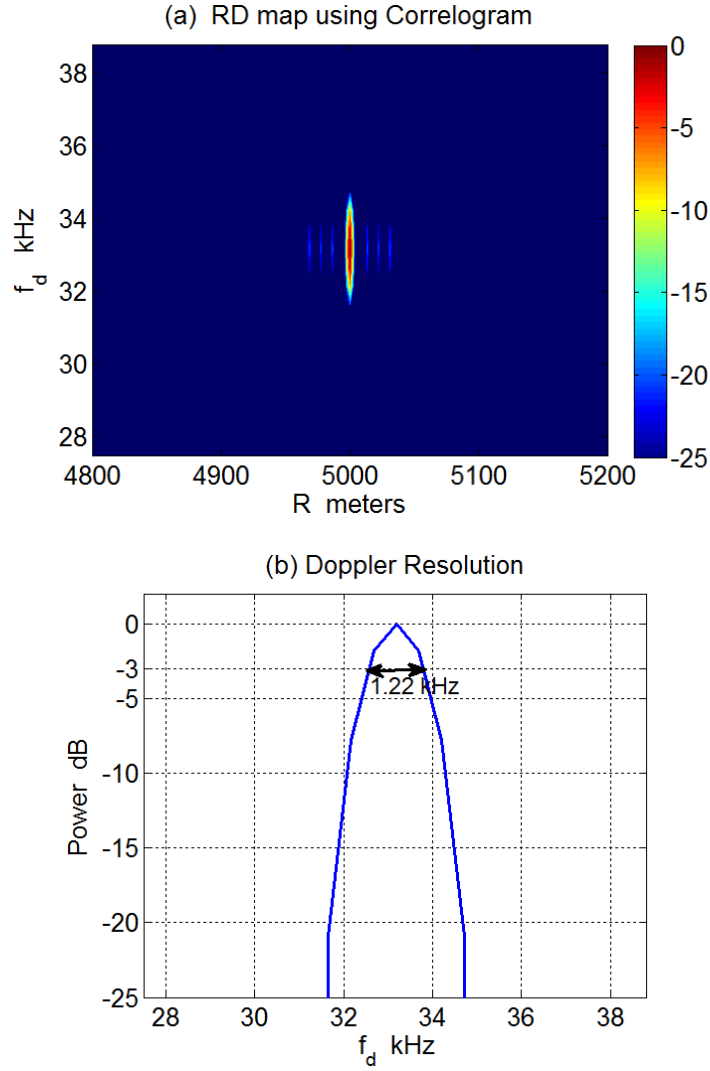 (a) RD map using Correlogram
38
36
34
32
30
28
f_d kHz
4800 4900 5000 5100 5200
R meters
0
-5
-10
-15
-20
-25
(b) Doppler Resolution
0
-3
-5
-10
-15
-20
-25
Power dB
1.22 kHz
28 30 32 34 36 38
f_d kHz